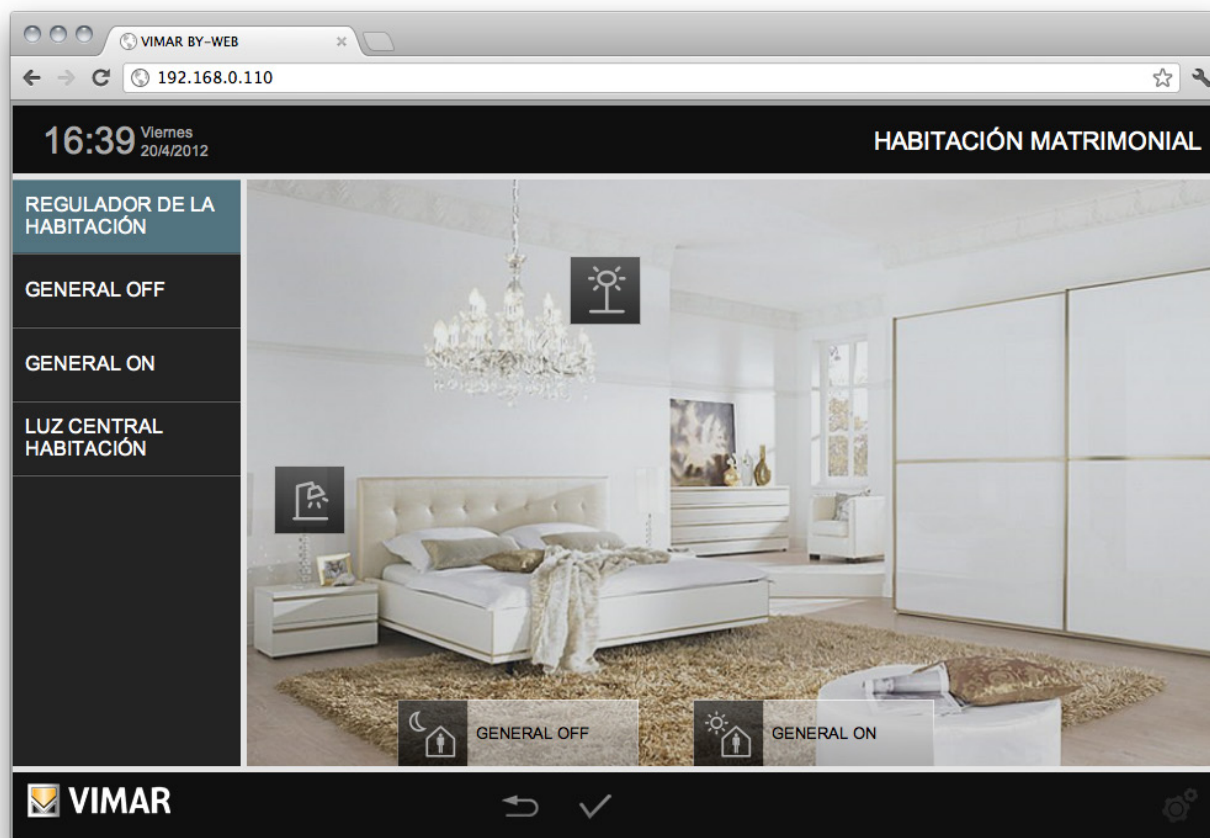 VIMAR BY-WEB
192.168.0.110
16:39
Viernes
20/4/2012
HABITACIÓN MATRIMONIAL
REGULADOR DE LA
HABITACIÓN
GENERAL OFF
GENERAL ON
LUZ CENTRAL
HABITACIÓN
GENERAL OFF
GENERAL ON
VIMAR